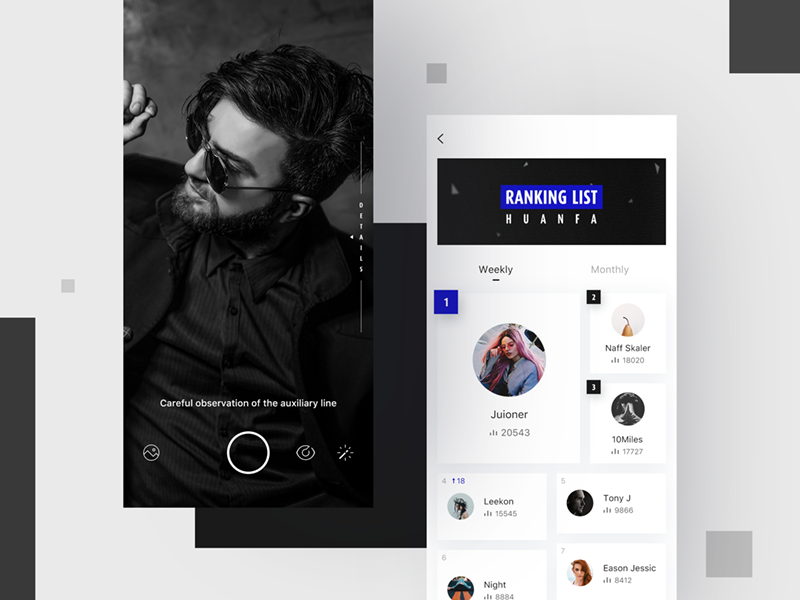 DETAILS
Careful observation of the auxiliary line
RANKING LIST
HUANFA
Weekly
Monthly
1
Juioner
20543
2
Naff Skaler
18020
3
10Miles
17727
4 18
Leekon
15545
5
Tony J
9866
6
Night
8884
7
Eason Jessic
8412